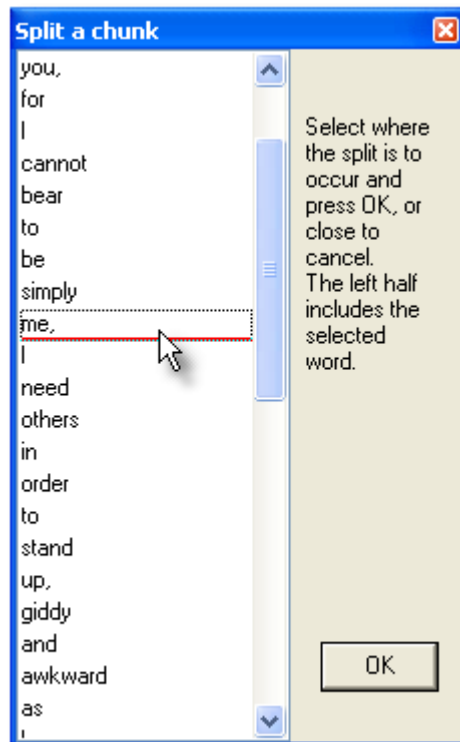 Split a chunk
you,
for
I
cannot
bear
to
be
simply
me,
I
need
others
in
order
to
stand
up,
giddy
and
awkward
as
Select where
the split is to
occur and
press OK, or
close to
cancel.
The left half
includes the
selected
word.
OK